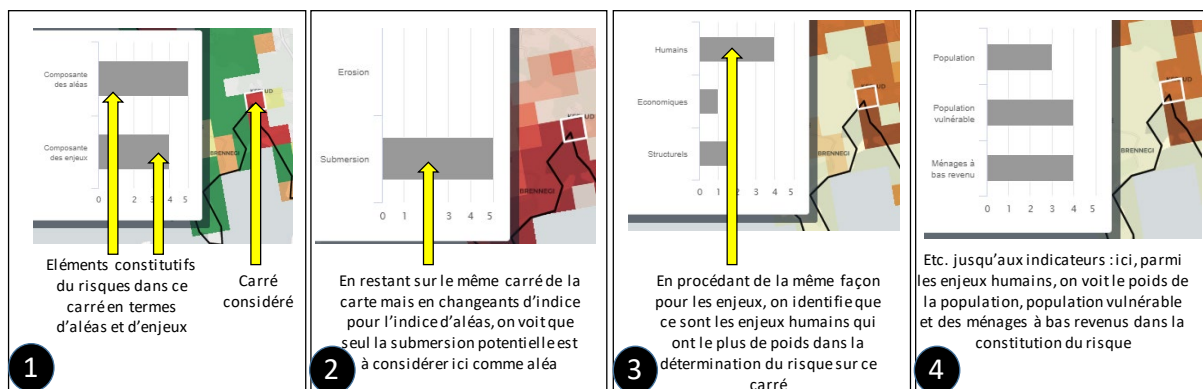 Composante
des aléas
Composante
des enjeux
0 1 2 3 4 5
BRENNEGI
Eléments constitutifs
du risques dans ce
carré en termes
d'aléas et d'enjeux
Carré
considéré
1
Erosion
Submersion
0 1 2 3 4 5
BRENNEGI
En restant sur le même carré de la
carte mais en changeants d'indice
pour l'indice d'aléas, on voit que
seul la submersion potentielle est
à considérer ici comme aléa
2
Humains
Economiques
Structurels
0 1 2 3 4 5
BRENNEGI
En procédant de la même façon
pour les enjeux, on identifie que
ce sont les enjeux humains qui
ont le plus de poids dans la
détermination du risque sur ce
carré
3
Population
Population
vulnérable
Ménages à
bas revenu
0 1 2 3 4 5
BRENNEGI
Etc. jusqu'aux indicateurs : ici, parmi
les enjeux humains, on voit le poids de
la population, population vulnérable
et des ménages à bas revenus dans la
constitution du risque
4